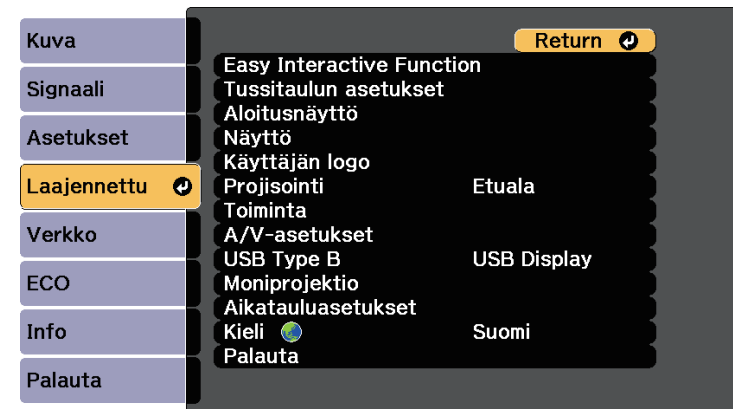 Kuva
Signaali
Asetukset
Laajennettu
Verkko
ECO
Info
Palauta
Return
Easy Interactive Function
Tussitaulun asetukset
Aloitusnäyttö
Näyttö
Käyttäjän logo
Projisointi Etuala
Toiminta
A/V-asetukset
USB Type B USB Display
Moniprojektio
Aikatauluasetukset
Kieli Suomi
Palauta